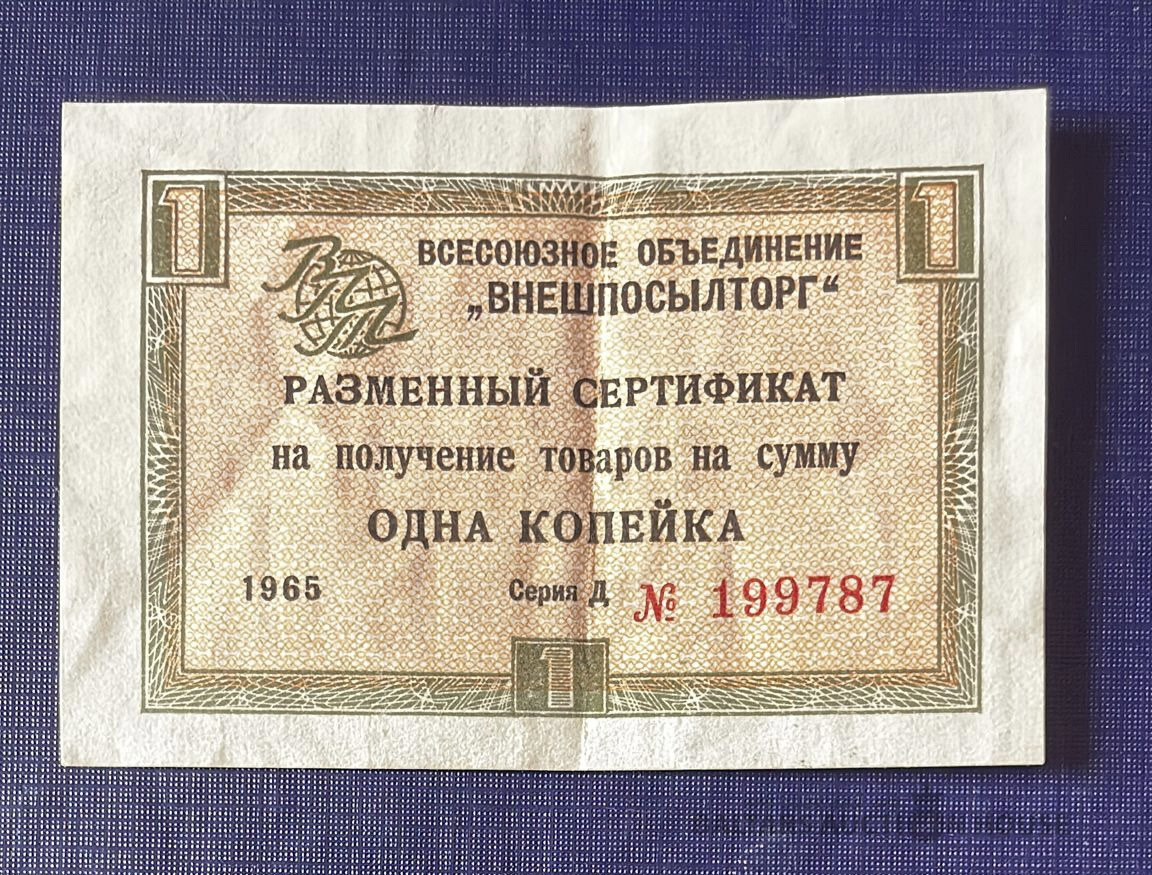 1 1
ВПТ
ВСЕСОЮЗНОЕ ОБЪЕДИНЕНИЕ
„ВНЕШПОСЫЛТОРГ“
РАЗМЕННЫЙ СЕРТИФИКАТ
на получение товаров на сумму
ОДНА КОПЕЙКА
1965 Серия Д № 199787
1